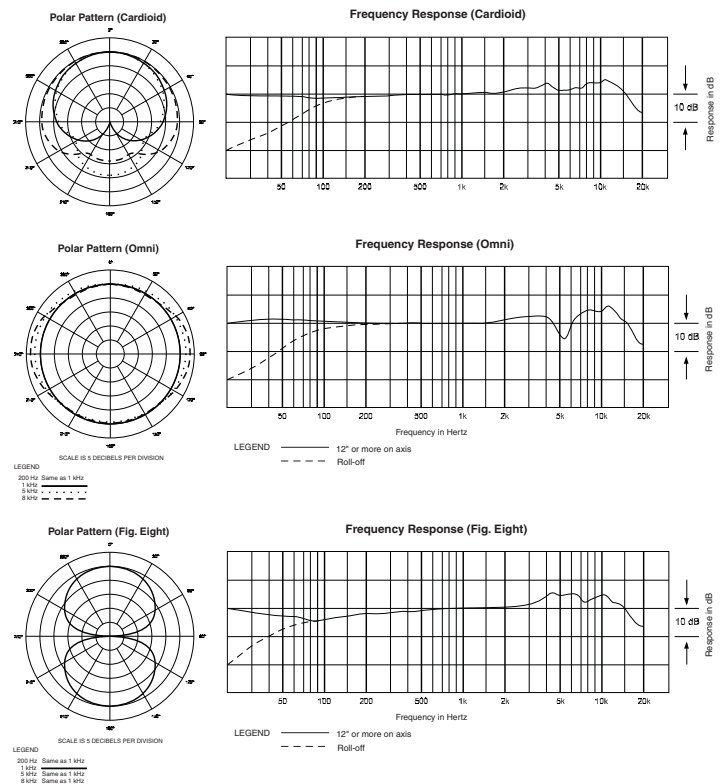 Polar Pattern (Cardioid)
Frequency Response (Cardioid)
10 dB
Response in dB
50 100 200 500 1k 2k 5k 10k 20k
Polar Pattern (Omni)
Frequency Response (Omni)
10 dB
Response in dB
50 100 200 500 1k 2k 5k 10k 20k
Frequency in Hertz
LEGEND
12" or more on axis
Roll-off
SCALE IS 5 DECIBELS PER DIVISION
LEGEND
200 Hz Same as 1 kHz
1 kHz
5 kHz
8 kHz
Polar Pattern (Fig. Eight)
Frequency Response (Fig. Eight)
10 dB
Response in dB
50 100 200 500 1k 2k 5k 10k 20k
Frequency in Hertz
LEGEND
12" or more on axis
Roll-off
SCALE IS 5 DECIBELS PER DIVISION
LEGEND
200 Hz Same as 1 kHz
1 kHz
5 kHz Same as 1 kHz
8 kHz Same as 1 kHz